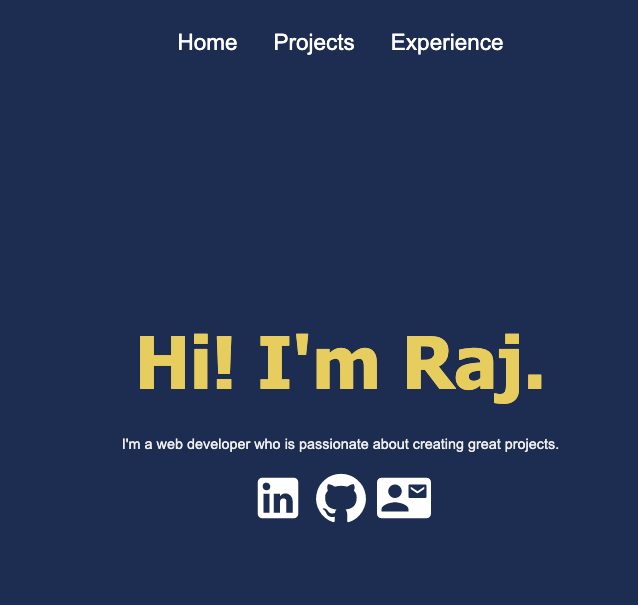 Home Projects Experience
Hi! I'm Raj.
I'm a web developer who is passionate about creating great projects.
in